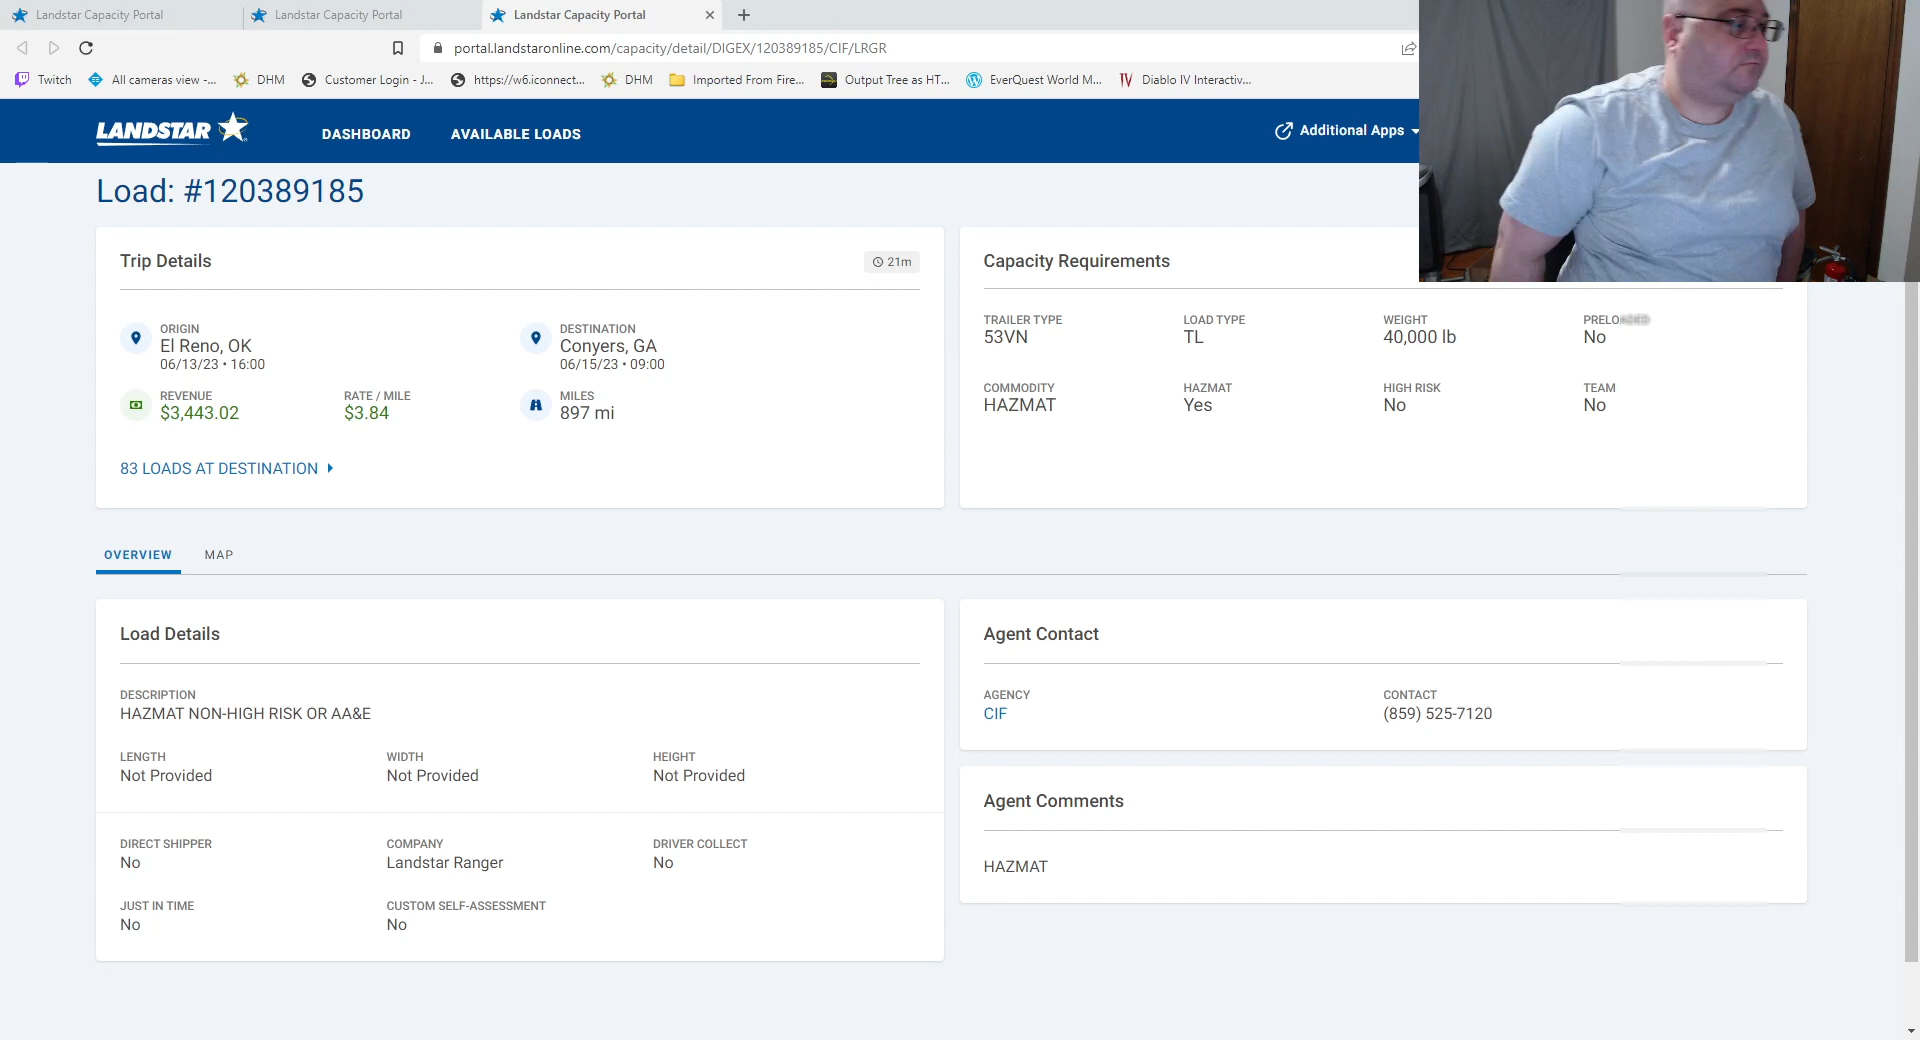 Landstar Capacity Portal
Landstar Capacity Portal
Landstar Capacity Portal
portal.landstaronline.com/capacity/detail/DIGEX/120389185/CIF/LRGR
Twitch All cameras view -... DHM Customer Login - J... https://w6.iconnect... DHM Imported From Fire... Output Tree as HT... EverQuest World M... Diablo IV Interactiv...
LANDSTAR DASHBOARD AVAILABLE LOADS Additional Apps
Load: #120389185
Trip Details
21m
ORIGIN
El Reno, OK
06/13/23 • 16:00
DESTINATION
Conyers, GA
06/15/23 • 09:00
REVENUE
$3,443.02
RATE / MILE
$3.84
MILES
897 mi
83 LOADS AT DESTINATION
Capacity Requirements
TRAILER TYPE
53VN
LOAD TYPE
TL
WEIGHT
40,000 lb
PRELOADED
No
COMMODITY
HAZMAT
HAZMAT
Yes
HIGH RISK
No
TEAM
No
OVERVIEW MAP
Load Details
DESCRIPTION
HAZMAT NON-HIGH RISK OR AA&E
LENGTH
Not Provided
WIDTH
Not Provided
HEIGHT
Not Provided
DIRECT SHIPPER
No
COMPANY
Landstar Ranger
DRIVER COLLECT
No
JUST IN TIME
No
CUSTOM SELF-ASSESSMENT
No
Agent Contact
AGENCY
CIF
CONTACT
(859) 525-7120
Agent Comments
HAZMAT